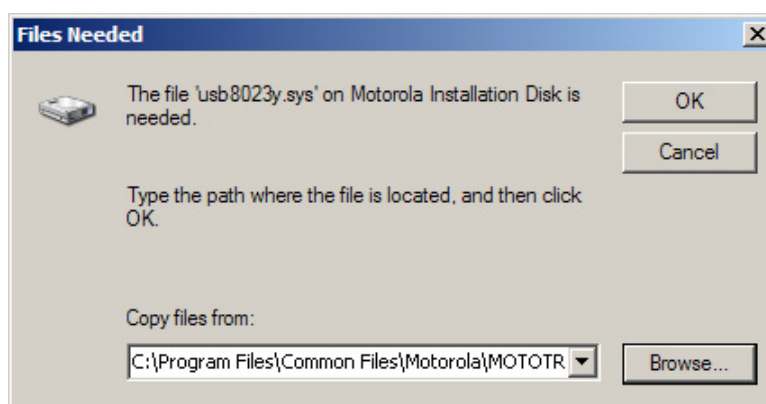 Files Needed
The file 'usb8023y.sys' on Motorola Installation Disk is
needed.
OK
Cancel
Type the path where the file is located, and then click
OK.
Copy files from:
C:\Program Files\Common Files\Motorola\MOTOTR
Browse...